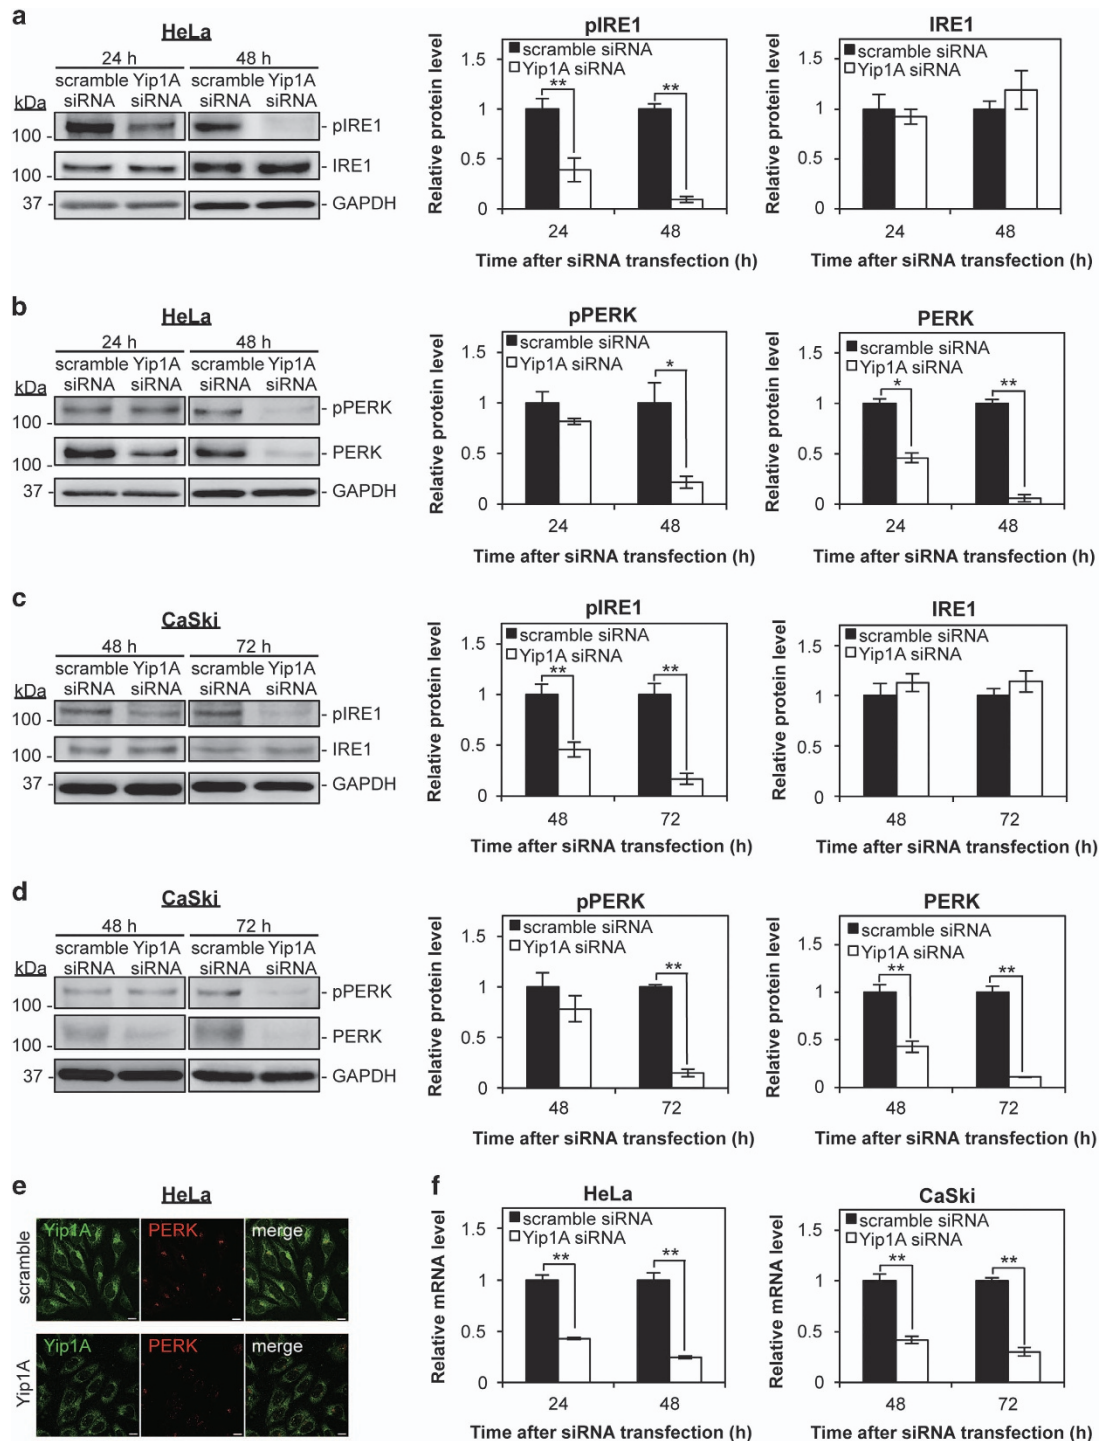 a
HeLa
24 h 48 h
scramble Yip1A scramble Yip1A
kDa siRNA siRNA siRNA siRNA
100 - - pIRE1
100 - - IRE1
37 - - GAPDH
pIRE1
scramble siRNA
Yip1A siRNA
Relative protein level
1.5
1
0.5
0
** **
24 48
Time after siRNA transfection (h)
IRE1
scramble siRNA
Yip1A siRNA
Relative protein level
1.5
1
0.5
0
24 48
Time after siRNA transfection (h)
b
HeLa
24 h 48 h
scramble Yip1A scramble Yip1A
kDa siRNA siRNA siRNA siRNA
100 - - pPERK
100 - - PERK
37 - - GAPDH
pPERK
scramble siRNA
Yip1A siRNA
Relative protein level
1.5
1
0.5
0
*
24 48
Time after siRNA transfection (h)
PERK
scramble siRNA
Yip1A siRNA
Relative protein level
1.5
1
0.5
0
* **
24 48
Time after siRNA transfection (h)
c
CaSki
48 h 72 h
scramble Yip1A scramble Yip1A
kDa siRNA siRNA siRNA siRNA
100 - - pIRE1
100 - - IRE1
37 - - GAPDH
pIRE1
scramble siRNA
Yip1A siRNA
Relative protein level
1.5
1
0.5
0
** **
48 72
Time after siRNA transfection (h)
IRE1
scramble siRNA
Yip1A siRNA
Relative protein level
1.5
1
0.5
0
48 72
Time after siRNA transfection (h)
d
CaSki
48 h 72 h
scramble Yip1A scramble Yip1A
kDa siRNA siRNA siRNA siRNA
100 - - pPERK
100 - - PERK
37 - - GAPDH
pPERK
scramble siRNA
Yip1A siRNA
Relative protein level
1.5
1
0.5
0
**
48 72
Time after siRNA transfection (h)
PERK
scramble siRNA
Yip1A siRNA
Relative protein level
1.5
1
0.5
0
** **
48 72
Time after siRNA transfection (h)
e
HeLa
scramble
Yip1A PERK merge
Yip1A
Yip1A PERK merge
f
HeLa
scramble siRNA
Yip1A siRNA
Relative mRNA level
1.5
1
0.5
0
** **
24 48
Time after siRNA transfection (h)
CaSki
scramble siRNA
Yip1A siRNA
Relative mRNA level
1.5
1
0.5
0
** **
48 72
Time after siRNA transfection (h)